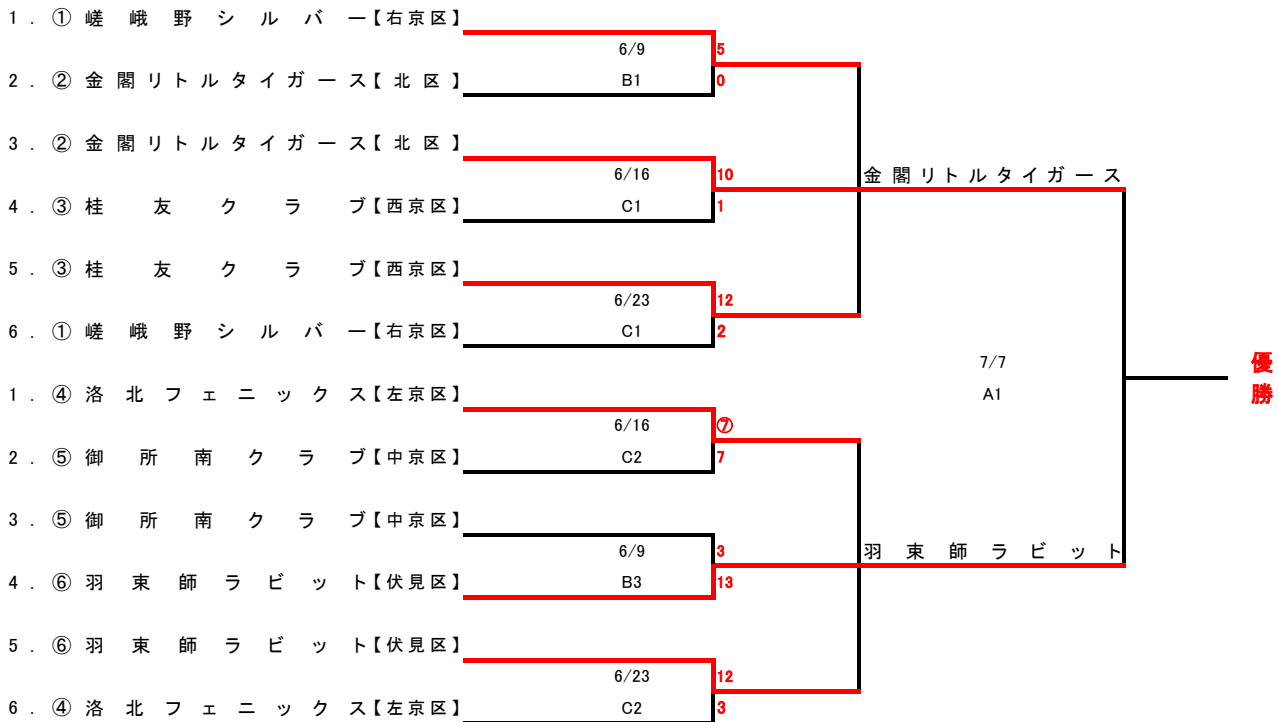 1．①嵯峨野シルバー【右京区】
6/9 5
2．②金閣リトルタイガース【北区】 B1 0
3．②金閣リトルタイガース【北区】
6/16 10 金閣リトルタイガース
4．③桂友クラブ【西京区】 C1 1
5．③桂友クラブ【西京区】
6/23 12
6．①嵯峨野シルバー【右京区】 C1 2
7/7 優
1．④洛北フェニックス【左京区】 A1 勝
6/16 ⑦
2．⑤御所南クラブ【中京区】 C2 7
3．⑤御所南クラブ【中京区】
6/9 3 羽束師ラビット
4．⑥羽束師ラビット【伏見区】 B3 13
5．⑥羽束師ラビット【伏見区】
6/23 12
6．④洛北フェニックス【左京区】 C2 3